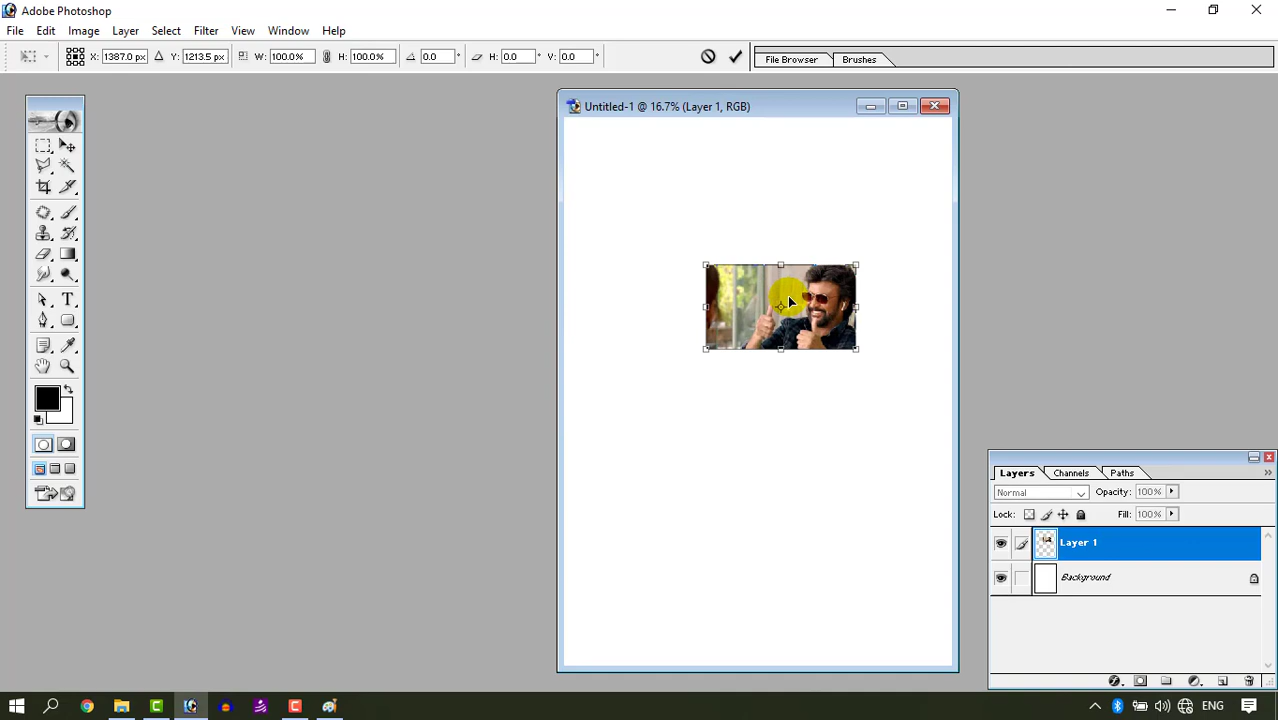 Adobe Photoshop
File Edit Image Layer Select Filter View Window Help
X: 1387.0 px Y: 1213.5 px W: 100.0% H: 100.0% 0.0 ° H: 0.0 ° V: 0.0 ° File Browser Brushes
Untitled-1 @ 16.7% (Layer 1, RGB)
Layers Channels Paths
Normal Opacity: 100%
Lock: Fill: 100%
Layer 1
Background
ENG